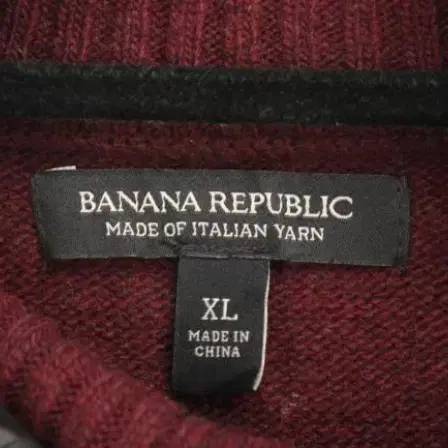 BANANA REPUBLIC
MADE OF ITALIAN YARN
XL
MADE IN
CHINA